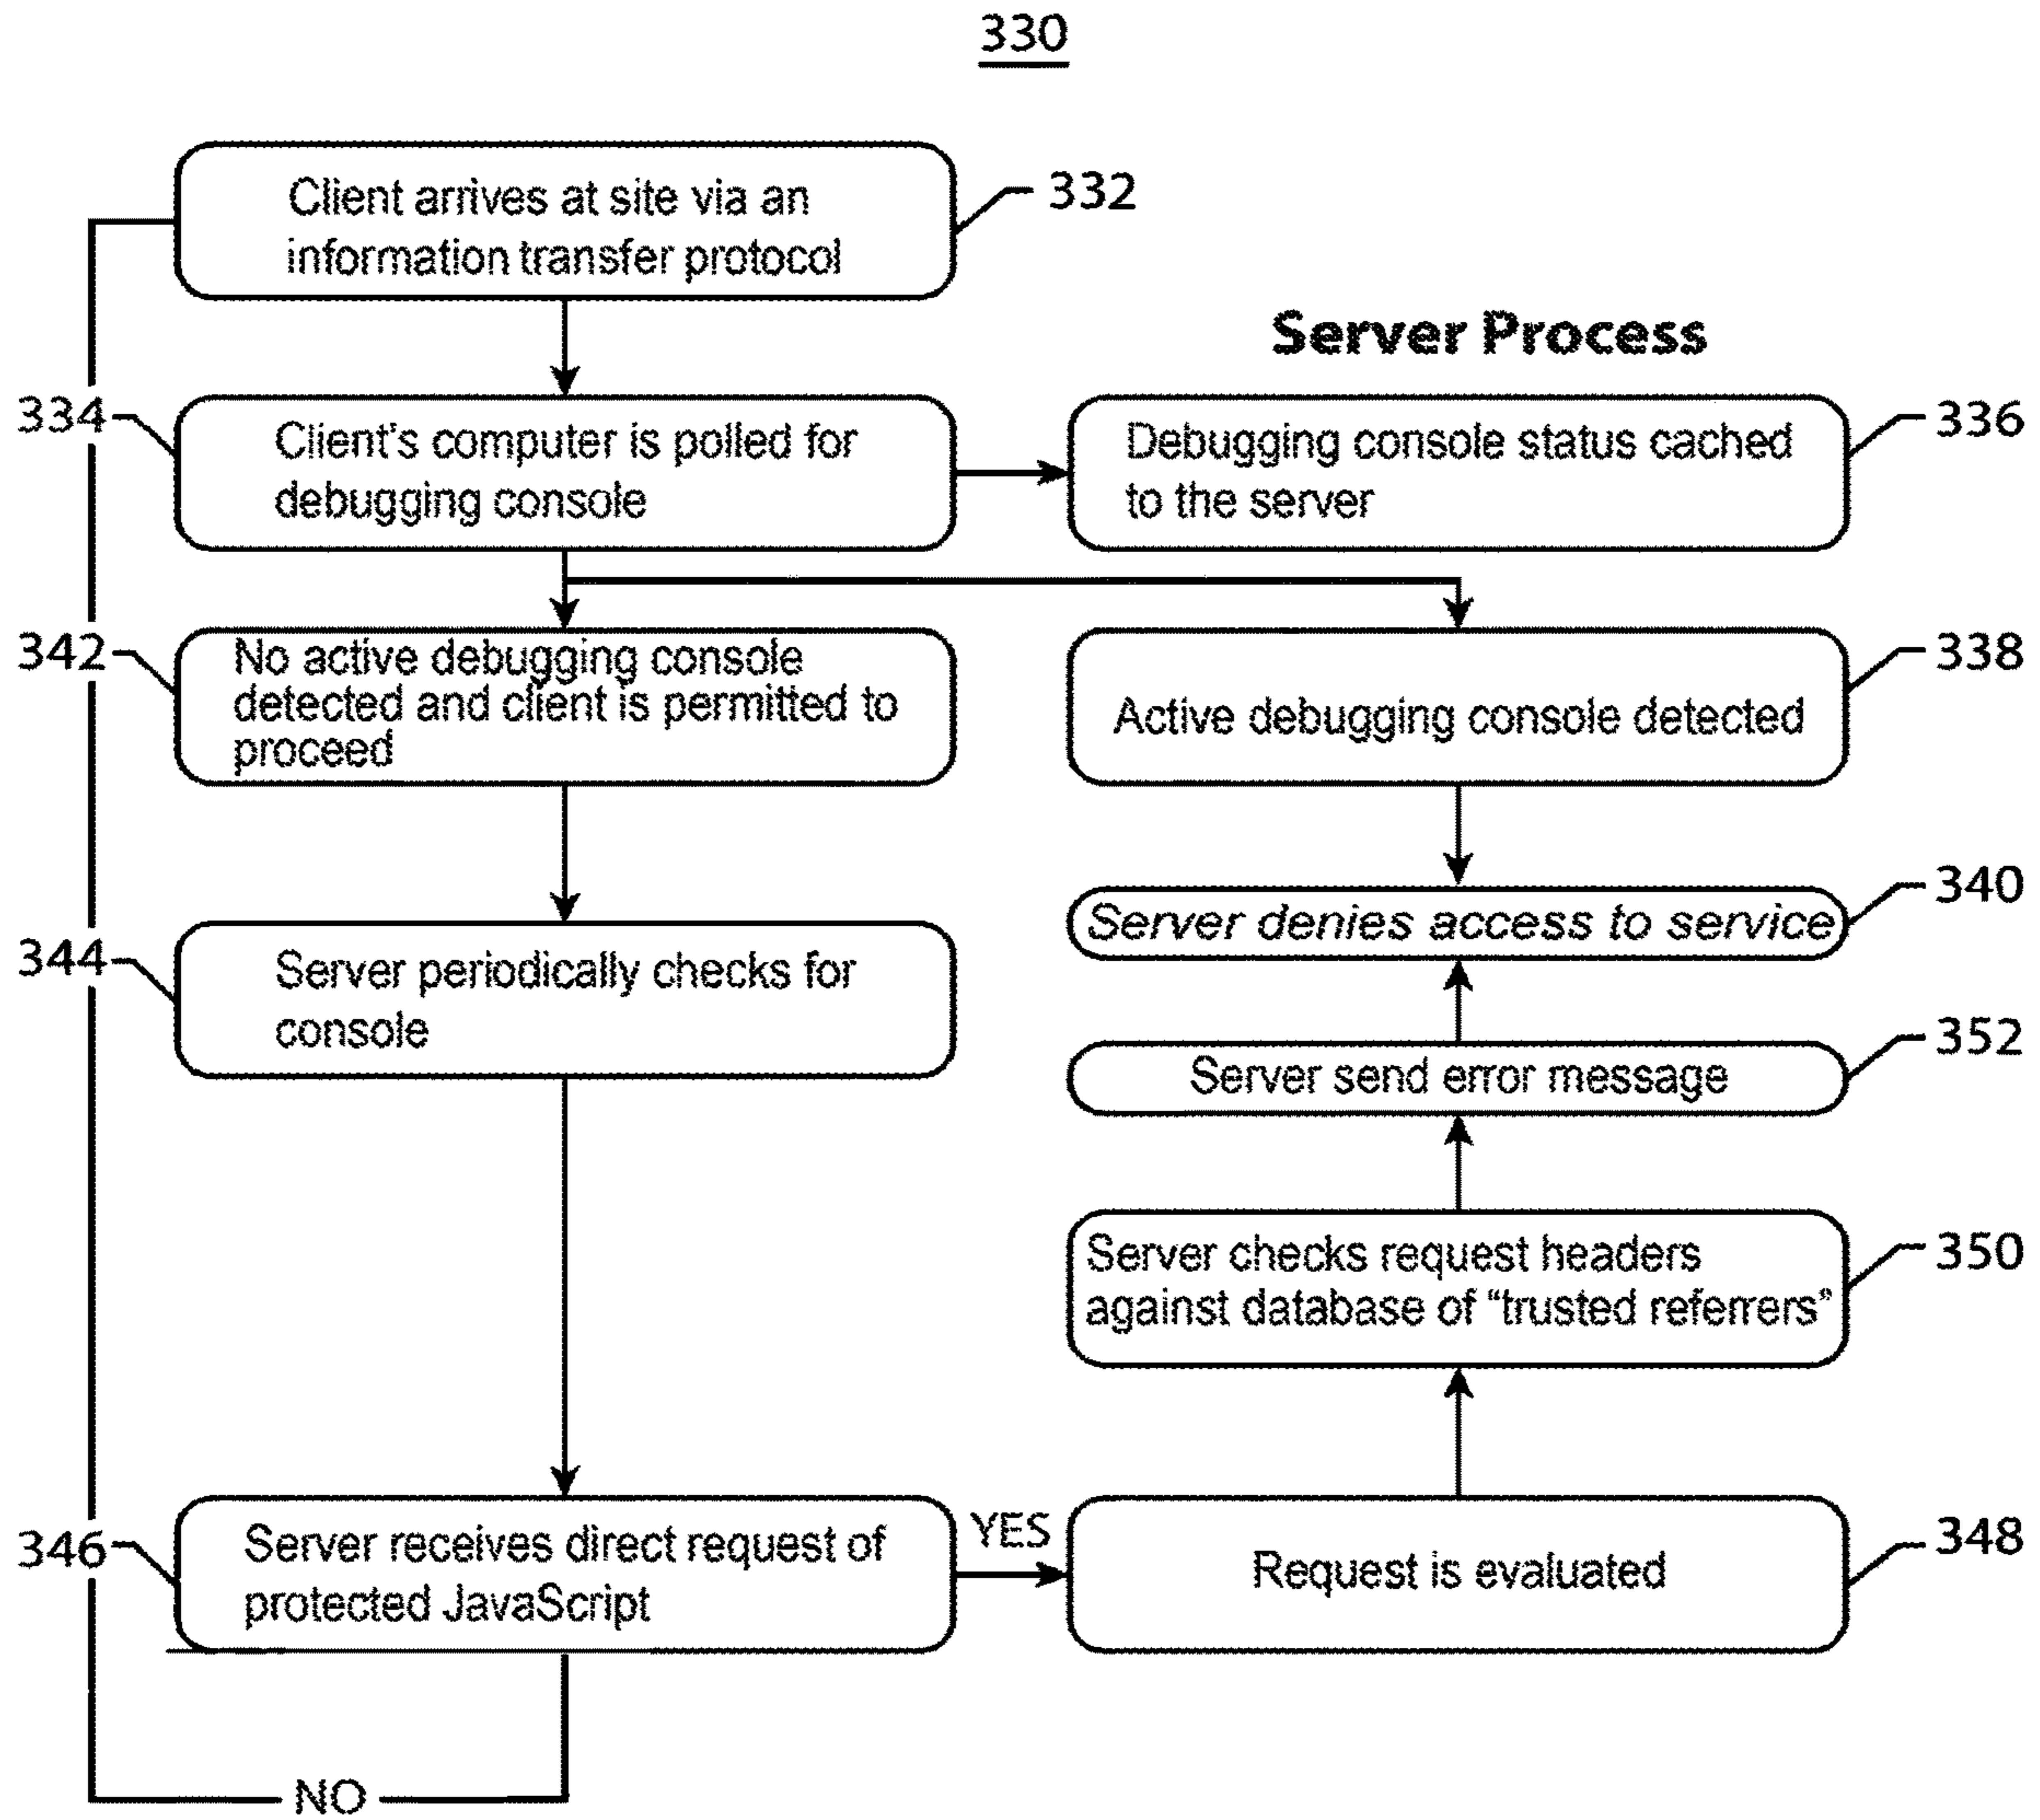 330
Client arrives at site via an
information transfer protocol
332
Server Process
334
Client's computer is polled for
debugging console
Debugging console status cached
to the server
336
342
No active debugging console
detected and client is permitted to
proceed
Active debugging console detected
338
Server denies access to service
340
344
Server periodically checks for
console
Server send error message
352
Server checks request headers
against database of “trusted referrers”
350
346
Server receives direct request of
protected JavaScript
YES
Request is evaluated
348
NO